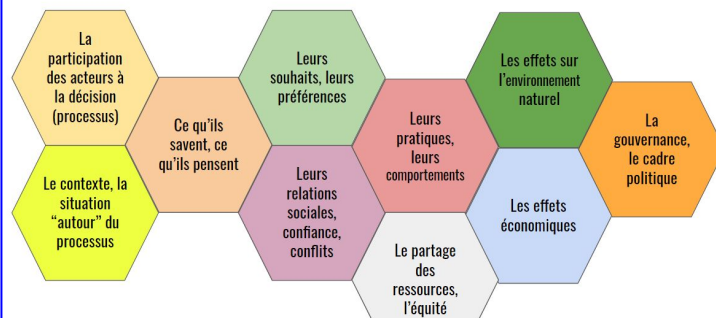 La
participation
des acteurs à
la décision
(processus)
Le contexte, la
situation
“autour” du
processus
Ce qu’ils
savent, ce
qu’ils pensent
Leurs
souhaits, leurs
préférences
Leurs
relations
sociales,
confiance,
conflits
Leurs
pratiques,
leurs
comportements
Le partage
des
ressources,
l’équité
Les effets sur
l’environnement
naturel
Les effets
économiques
La
gouvernance,
le cadre
politique